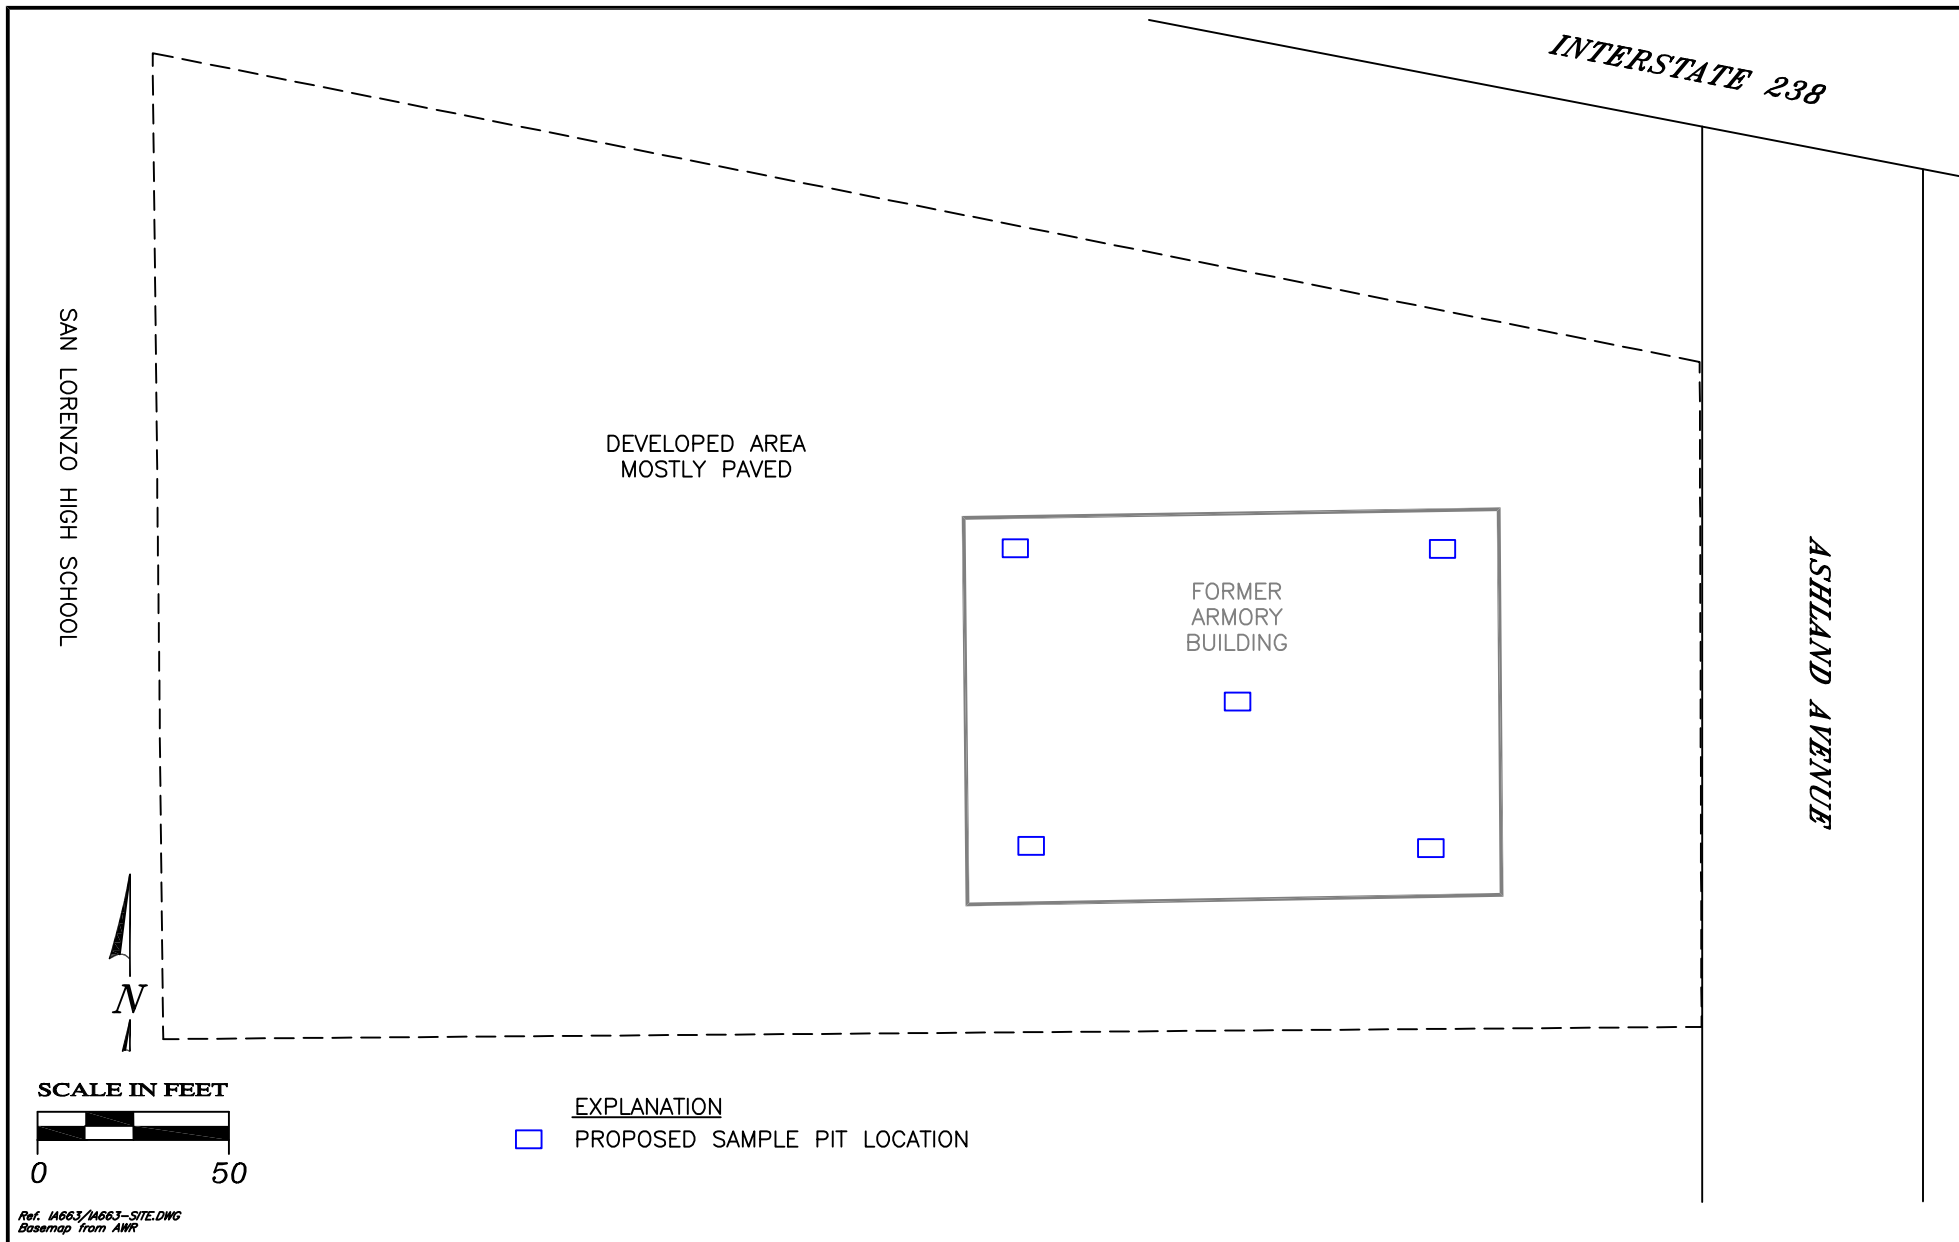 INTERSTATE 238
SAN LORENZO HIGH SCHOOL
DEVELOPED AREA
MOSTLY PAVED
FORMER
ARMORY
BUILDING
ASHLAND AVENUE
N
SCALE IN FEET
0 50
EXPLANATION
PROPOSED SAMPLE PIT LOCATION
Ref. IA663/IA663-SITE.DWG
Basemap from AWR